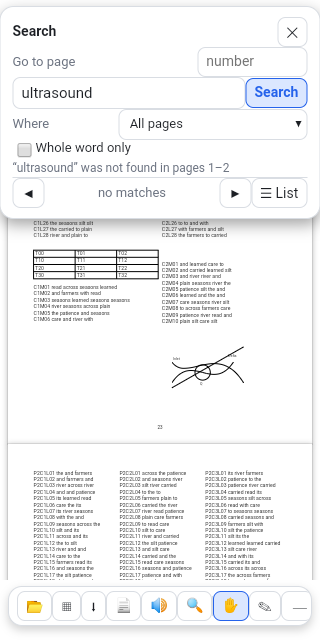 Search
Go to page
number
ultrasound
Search
Where
All pages
Whole word only
“ultrasound” was not found in pages 1–2
no matches
List
C1L26 the seasons silt silt
C1L27 the carried to plain
C1L28 river and plain to
T00 T01 T02
T10 T11 T12
T20 T21 T22
T30 T31 T32
C1M01 read across seasons learned
C1M02 and farmers with read
C1M03 seasons learned seasons seasons
C1M04 river seasons across plain
C1M05 the patience and seasons
C1M06 care and river with
C2L26 to to and with
C2L27 with farmers and silt
C2L28 the farmers to carried
C2M01 and learned care to
C2M02 and carried learned silt
C2M03 and river river and
C2M04 plain seasons river the
C2M05 patience silt the and
C2M06 learned and the and
C2M07 care seasons river silt
C2M08 to across farmers care
C2M09 patience river read and
C2M10 plain silt care silt
23
P2C1L01 the and farmers
P2C1L02 and farmers and
P2C1L03 river across river
P2C1L04 and and patience
P2C1L05 its learned read
P2C1L06 care the its
P2C1L07 its river seasons
P2C1L08 with the and
P2C1L09 seasons across the
P2C1L10 and silt its and
P2C1L11 across and its
P2C1L12 the to silt
P2C1L13 river and and
P2C1L14 care to the
P2C1L15 farmers read its
P2C1L16 and seasons the
P2C1L17 the silt patience
P2C2L01 across the patience
P2C2L02 and seasons river
P2C2L03 silt river carried
P2C2L04 to the to
P2C2L05 farmers plain to
P2C2L06 carried the river
P2C2L07 river the read
P2C2L08 plain care farmers
P2C2L09 to read care
P2C2L10 silt to care
P2C2L11 river and carried
P2C2L12 the silt patience
P2C2L13 and silt care
P2C2L14 carried and the
P2C2L15 read care seasons
P2C2L16 seasons patience
P2C2L17 patience and with
P2C3L01 its river farmers
P2C3L02 patience to the
P2C3L03 patience river carried
P2C3L04 carried read its
P2C3L05 seasons silt across
P2C3L06 read with care
P2C3L07 to seasons seasons
P2C3L08 carried seasons and
P2C3L09 farmers silt with
P2C3L10 silt the patience
P2C3L11 silt its the
P2C3L12 learned learned carried
P2C3L13 silt care river
P2C3L14 and with its
P2C3L15 carried its and
P2C3L16 across its across
P2C3L17 the across farmers